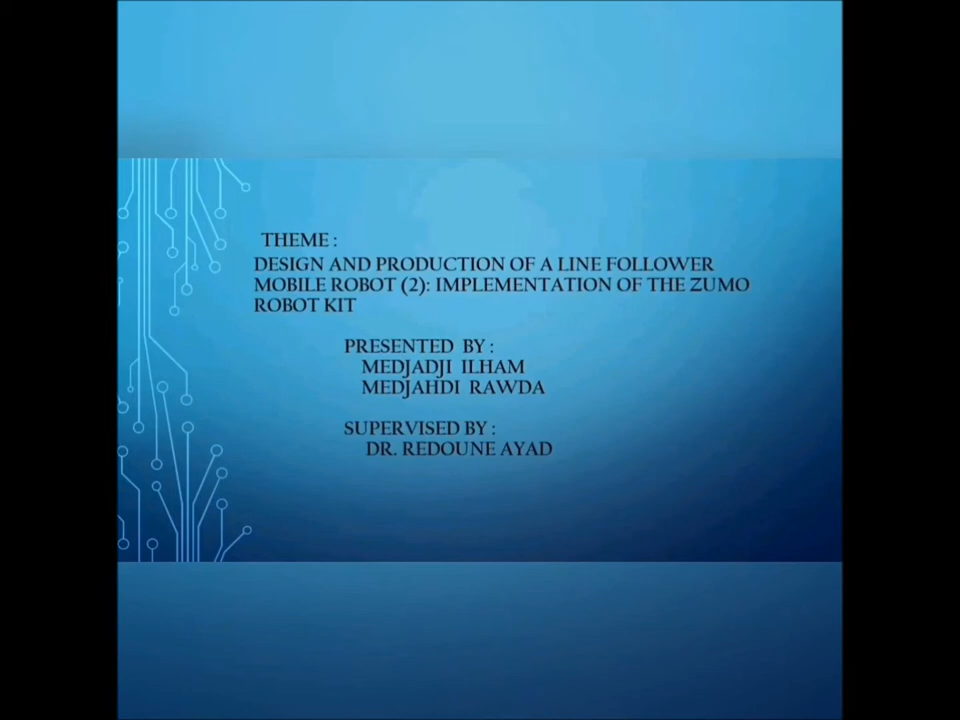 THEME :
DESIGN AND PRODUCTION OF A LINE FOLLOWER
MOBILE ROBOT (2): IMPLEMENTATION OF THE ZUMO
ROBOT KIT
PRESENTED BY :
MEDJADJI ILHAM
MEDJAHDI RAWDA
SUPERVISED BY :
DR. REDOUNE AYAD